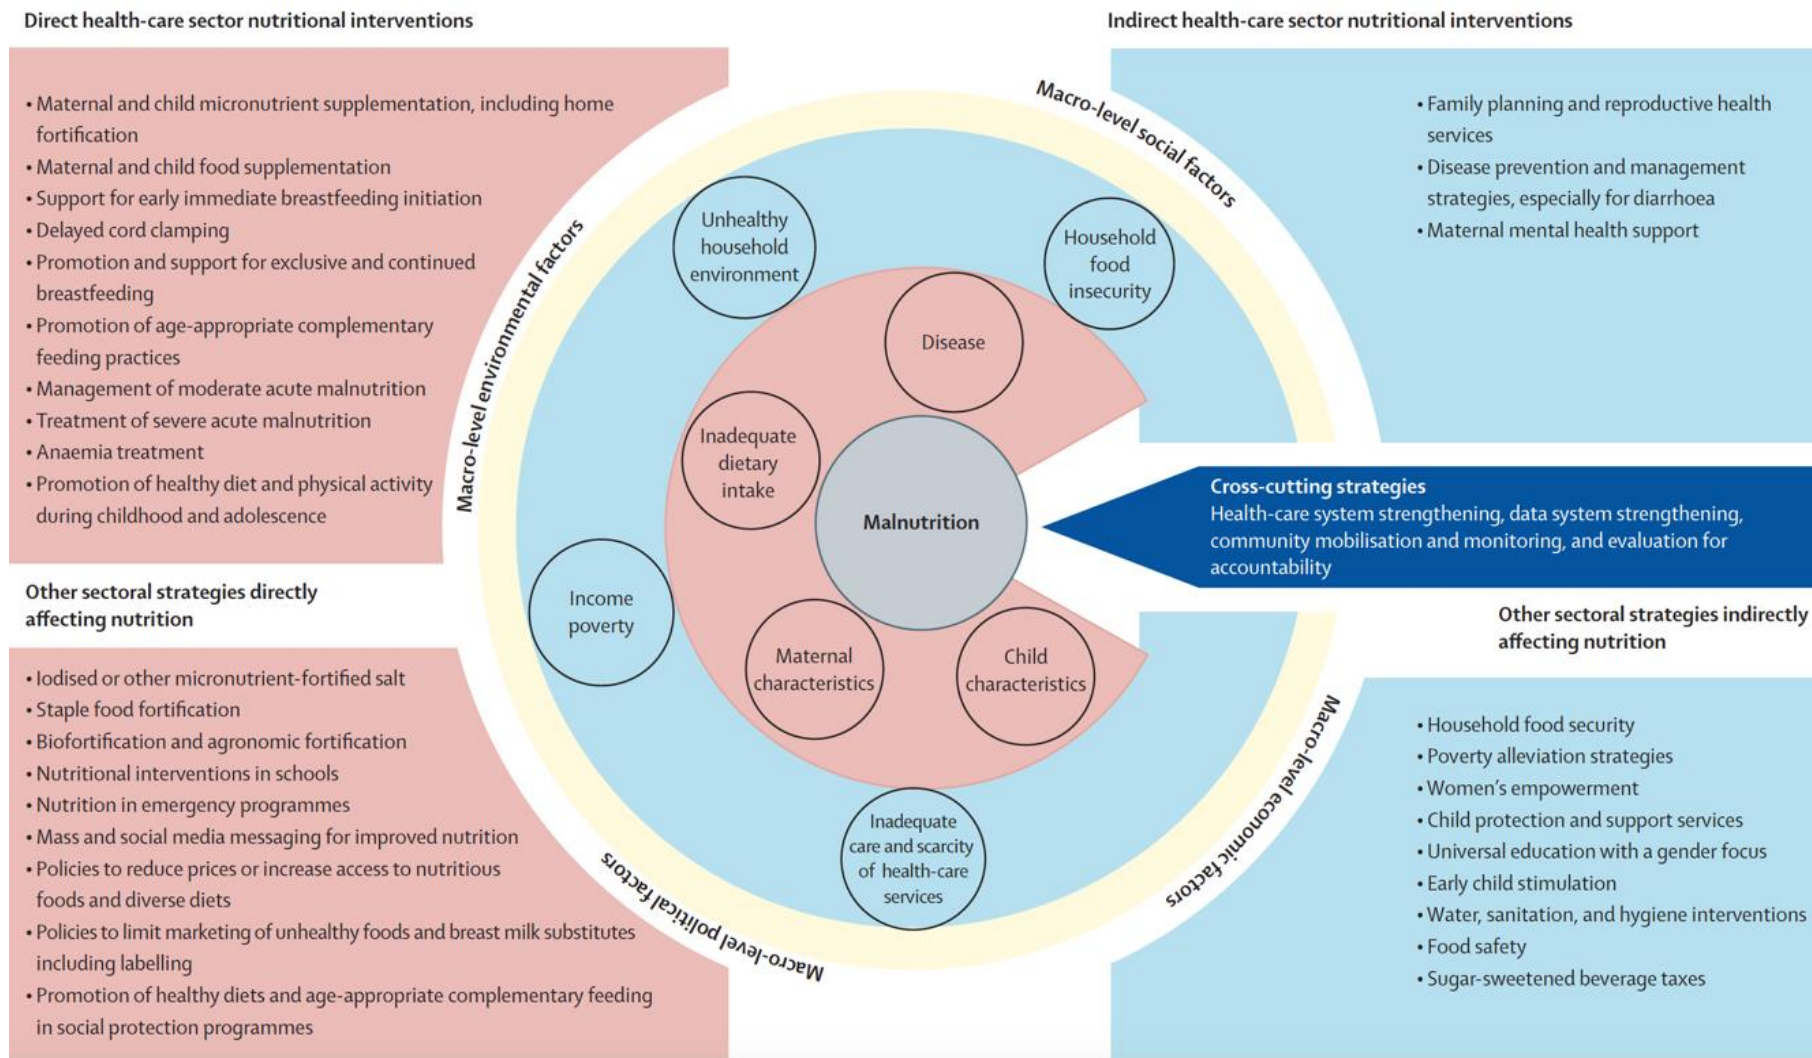 Direct health-care sector nutritional interventions
• Maternal and child micronutrient supplementation, including home
fortification
• Maternal and child food supplementation
• Support for early immediate breastfeeding initiation
• Delayed cord clamping
• Promotion and support for exclusive and continued
breastfeeding
• Promotion of age-appropriate complementary
feeding practices
• Management of moderate acute malnutrition
• Treatment of severe acute malnutrition
• Anaemia treatment
• Promotion of healthy diet and physical activity
during childhood and adolescence
Other sectoral strategies directly
affecting nutrition
• Iodised or other micronutrient-fortified salt
• Staple food fortification
• Biofortification and agronomic fortification
• Nutritional interventions in schools
• Nutrition in emergency programmes
• Mass and social media messaging for improved nutrition
• Policies to reduce prices or increase access to nutritious
foods and diverse diets
• Policies to limit marketing of unhealthy foods and breast milk substitutes
including labelling
• Promotion of healthy diets and age-appropriate complementary feeding
in social protection programmes
Macro-level environmental factors
Macro-level social factors
Macro-level political factors
Macro-level economic factors
Unhealthy
household
environment
Household
food
insecurity
Disease
Inadequate
dietary
intake
Malnutrition
Income
poverty
Maternal
characteristics
Child
characteristics
Inadequate
care and scarcity
of health-care
services
Indirect health-care sector nutritional interventions
• Family planning and reproductive health
services
• Disease prevention and management
strategies, especially for diarrhoea
• Maternal mental health support
Cross-cutting strategies
Health-care system strengthening, data system strengthening,
community mobilisation and monitoring, and evaluation for
accountability
Other sectoral strategies indirectly
affecting nutrition
• Household food security
• Poverty alleviation strategies
• Women's empowerment
• Child protection and support services
• Universal education with a gender focus
• Early child stimulation
• Water, sanitation, and hygiene interventions
• Food safety
• Sugar-sweetened beverage taxes